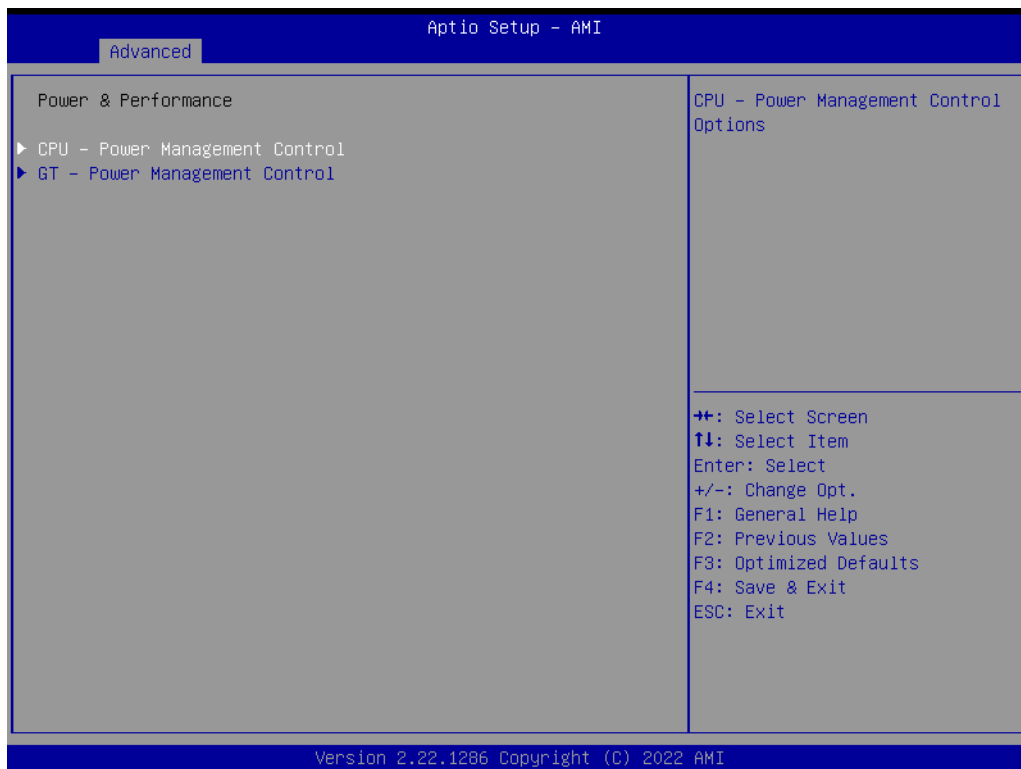 Aptio Setup – AMI
Advanced
Power & Performance
▶ CPU – Power Management Control
▶ GT – Power Management Control
CPU – Power Management Control
Options
→←: Select Screen
↑↓: Select Item
Enter: Select
+/-: Change Opt.
F1: General Help
F2: Previous Values
F3: Optimized Defaults
F4: Save & Exit
ESC: Exit
Version 2.22.1286 Copyright (C) 2022 AMI